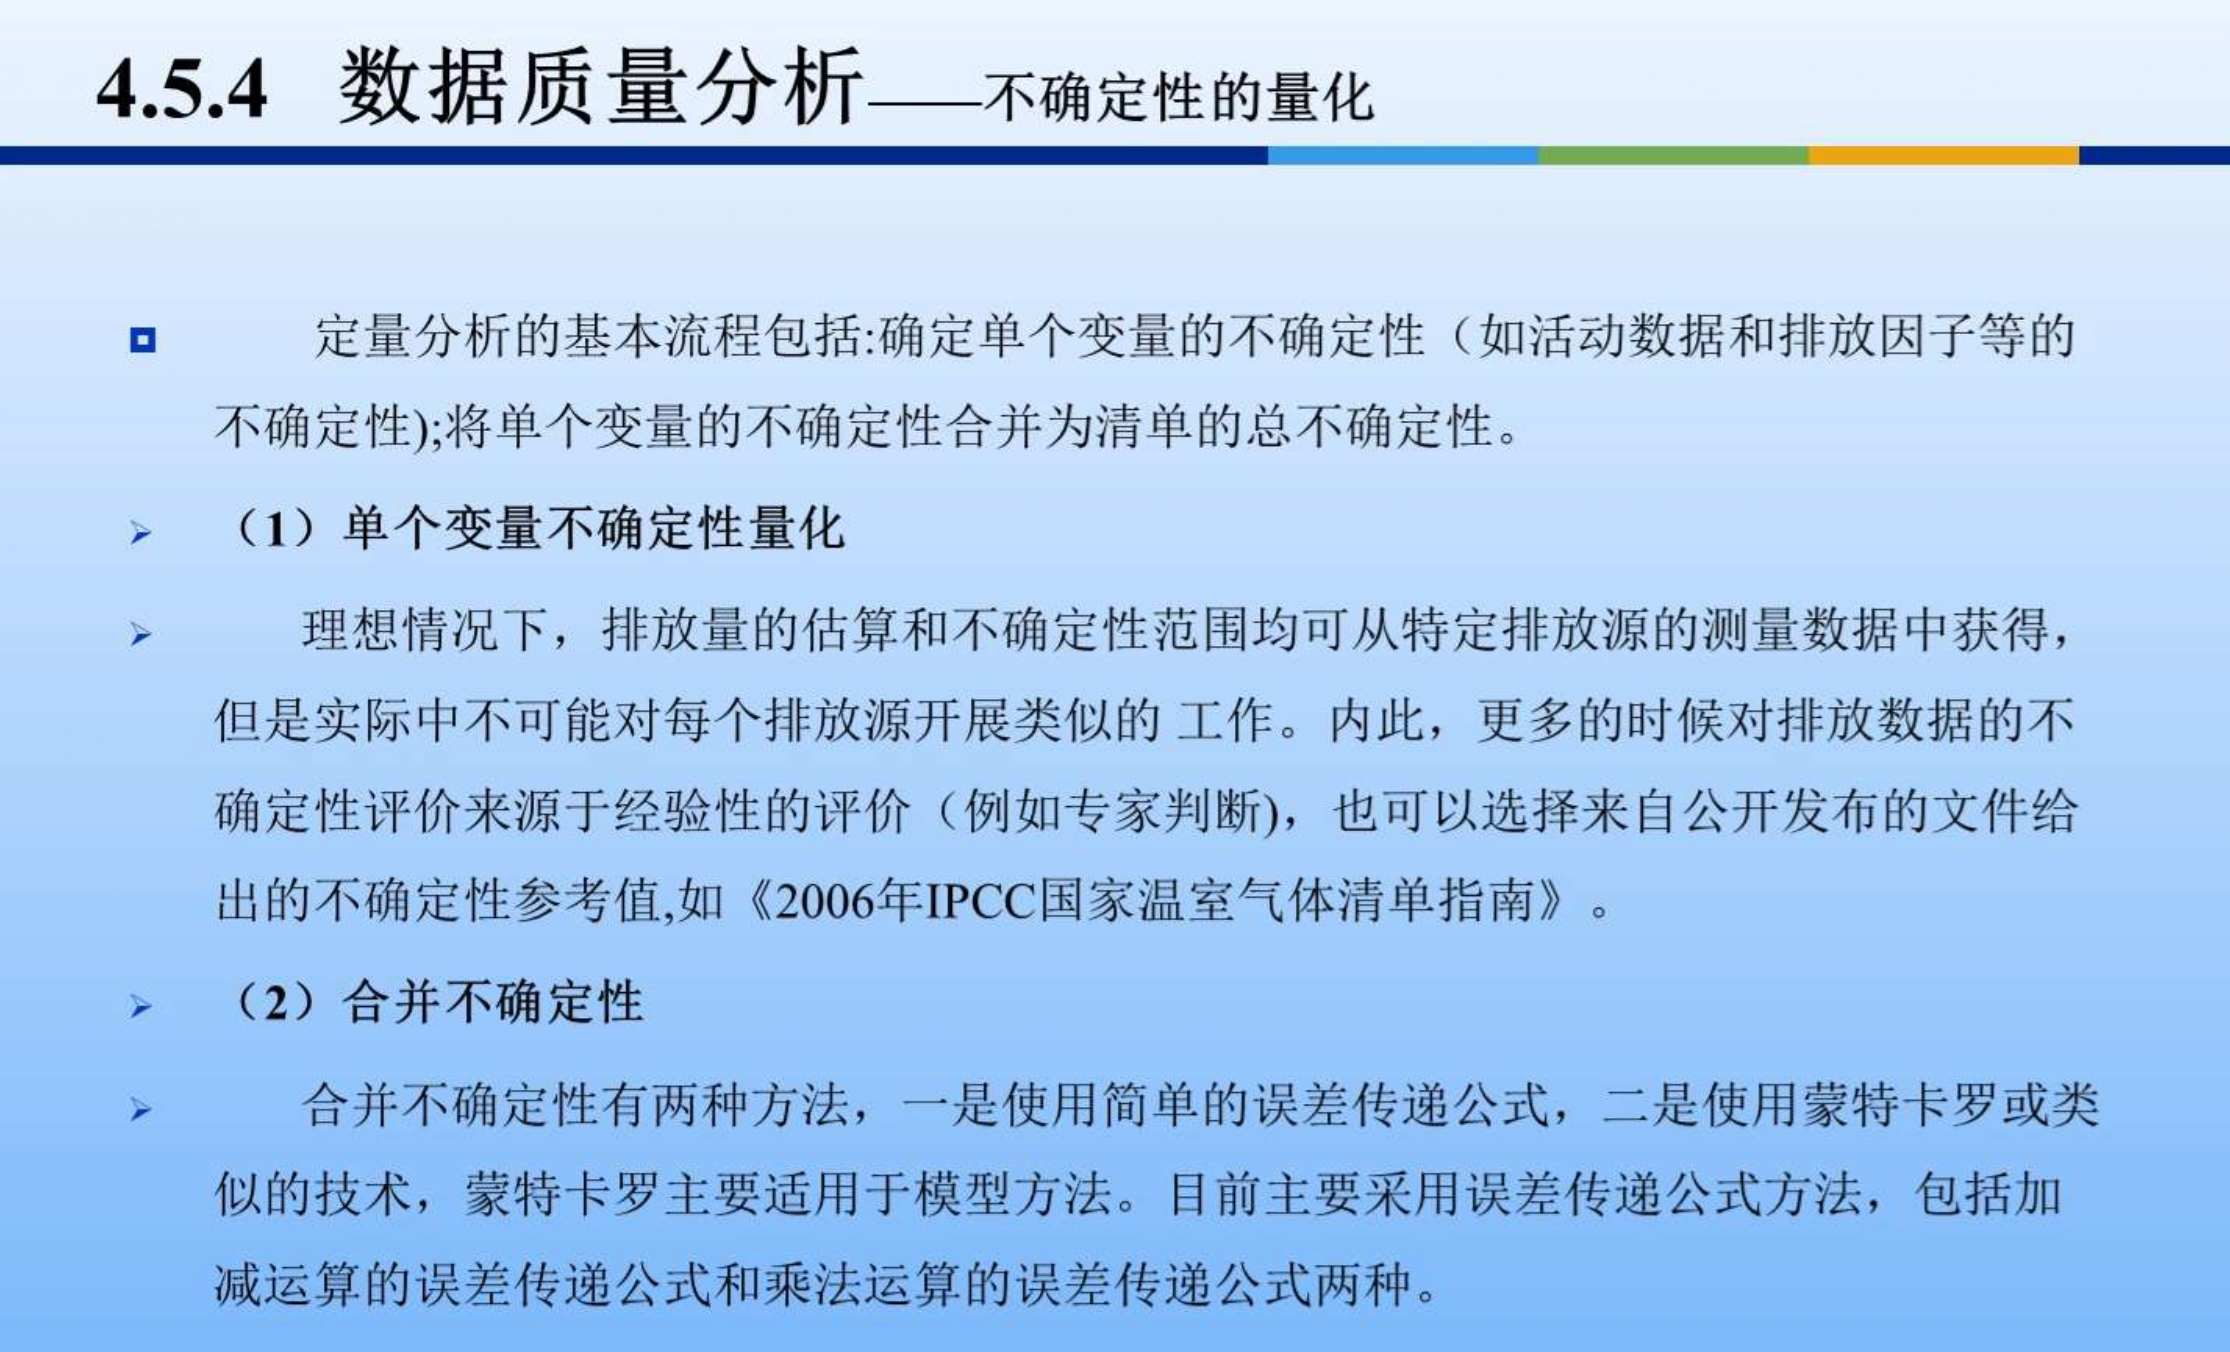 4.5.4 数据质量分析——不确定性的量化
定量分析的基本流程包括:确定单个变量的不确定性（如活动数据和排放因子等的
不确定性);将单个变量的不确定性合并为清单的总不确定性。
（1）单个变量不确定性量化
理想情况下，排放量的估算和不确定性范围均可从特定排放源的测量数据中获得，
但是实际中不可能对每个排放源开展类似的 工作。内此，更多的时候对排放数据的不
确定性评价来源于经验性的评价（例如专家判断)，也可以选择来自公开发布的文件给
出的不确定性参考值,如《2006年IPCC国家温室气体清单指南》。
（2）合并不确定性
合并不确定性有两种方法，一是使用简单的误差传递公式，二是使用蒙特卡罗或类
似的技术，蒙特卡罗主要适用于模型方法。目前主要采用误差传递公式方法，包括加
减运算的误差传递公式和乘法运算的误差传递公式两种。